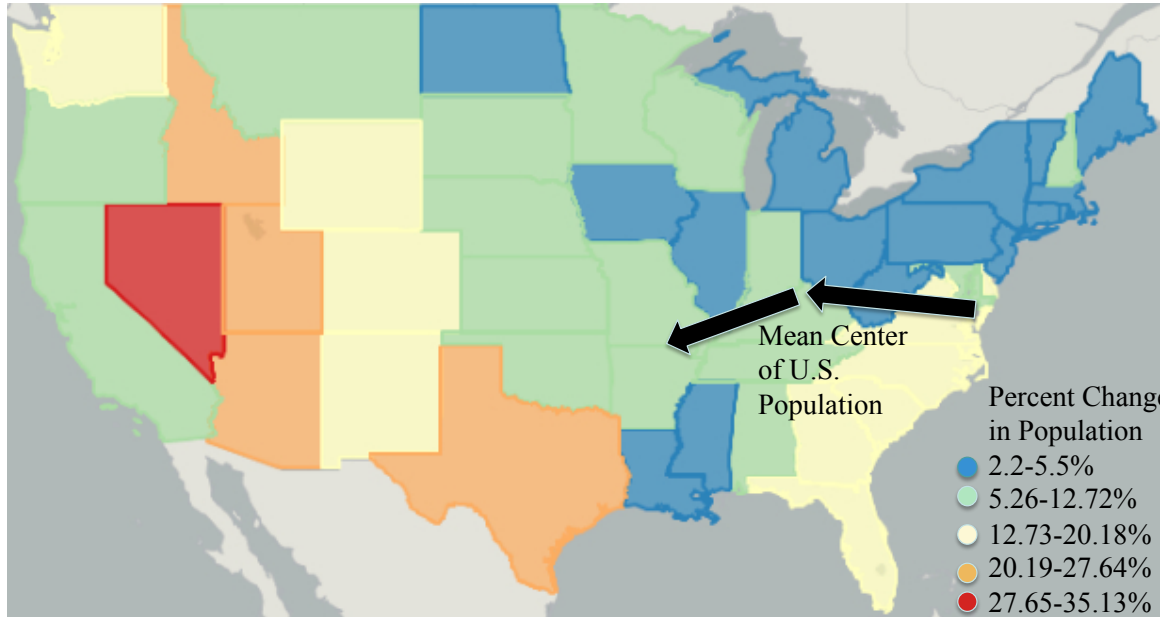 Mean Center
of U.S.
Population
Percent Change
in Population
2.2-5.5%
5.26-12.72%
12.73-20.18%
20.19-27.64%
27.65-35.13%